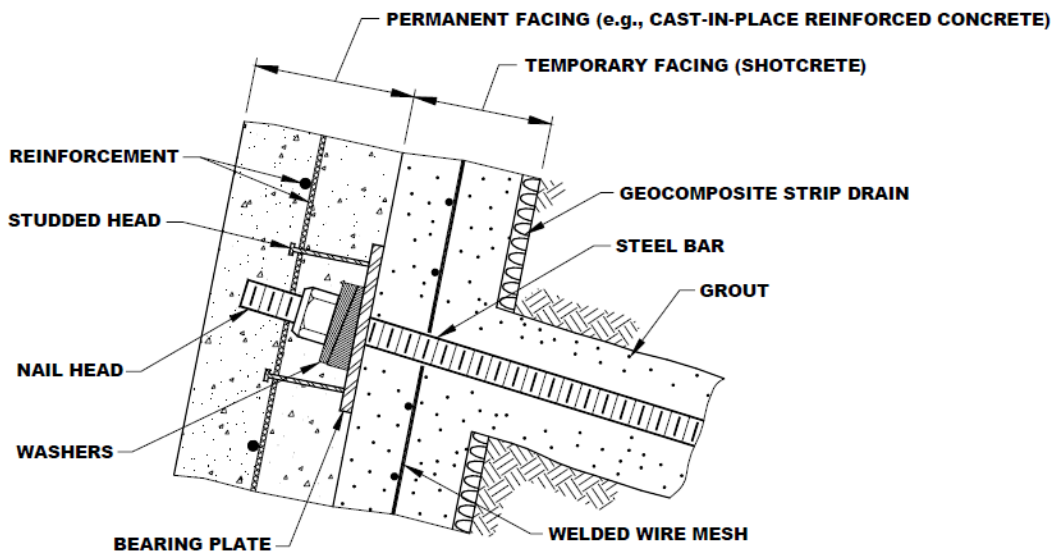 PERMANENT FACING (e.g., CAST-IN-PLACE REINFORCED CONCRETE)
TEMPORARY FACING (SHOTCRETE)
REINFORCEMENT
GEOCOMPOSITE STRIP DRAIN
STUDDED HEAD
STEEL BAR
GROUT
NAIL HEAD
WASHERS
WELDED WIRE MESH
BEARING PLATE